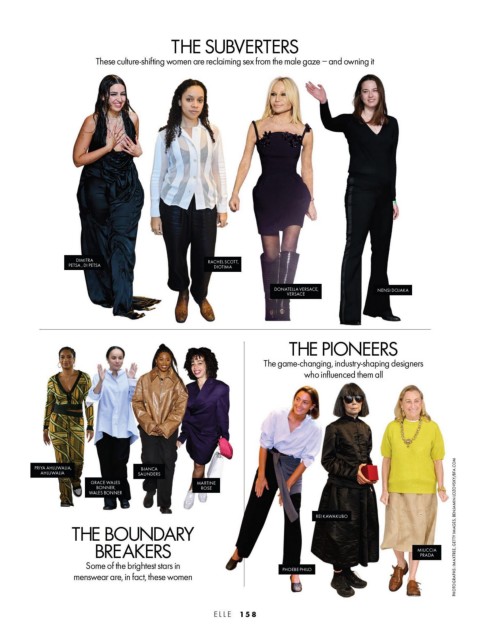 THE SUBVERTERS
These culture-shifting women are reclaiming sex from the male gaze – and owning it
DIMITRA
PETSA, DI PETSA
RACHEL SCOTT,
DIOTIMA
DONATELLA VERSACE,
VERSACE
NENSI DOJAKA
THE PIONEERS
The game-changing, industry-shaping designers
who influenced them all
PRIYA AHLUWALIA,
AHLUWALIA
GRACE WALES
BONNER,
WALES BONNER
BIANCA
SAUNDERS
MARTINE
ROSE
REI KAWAKUBO
MIUCCIA
PRADA
PHOEBE PHILO
THE BOUNDARY
BREAKERS
Some of the brightest stars in
menswear are, in fact, these women
PHOTOGRAPHS: IMAXTREE, GETTY IMAGES,
ELLE 158